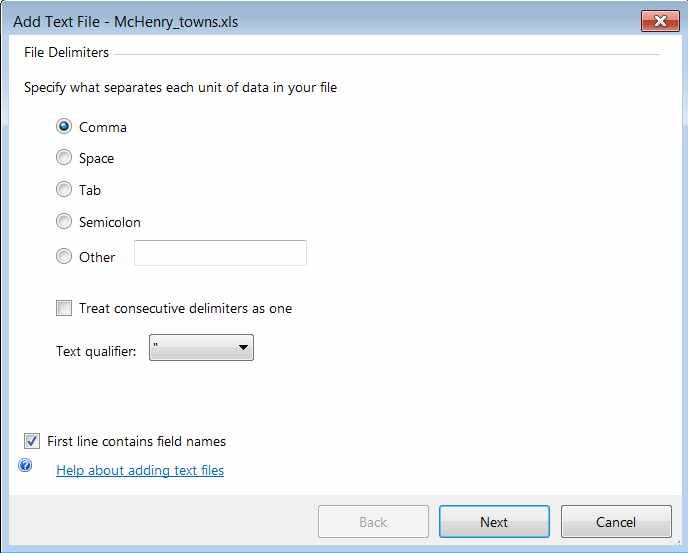 Add Text File - McHenry_towns.xls
File Delimiters
Specify what separates each unit of data in your file
Comma
Space
Tab
Semicolon
Other
Treat consecutive delimiters as one
Text qualifier: "
First line contains field names
? Help about adding text files
Back Next Cancel